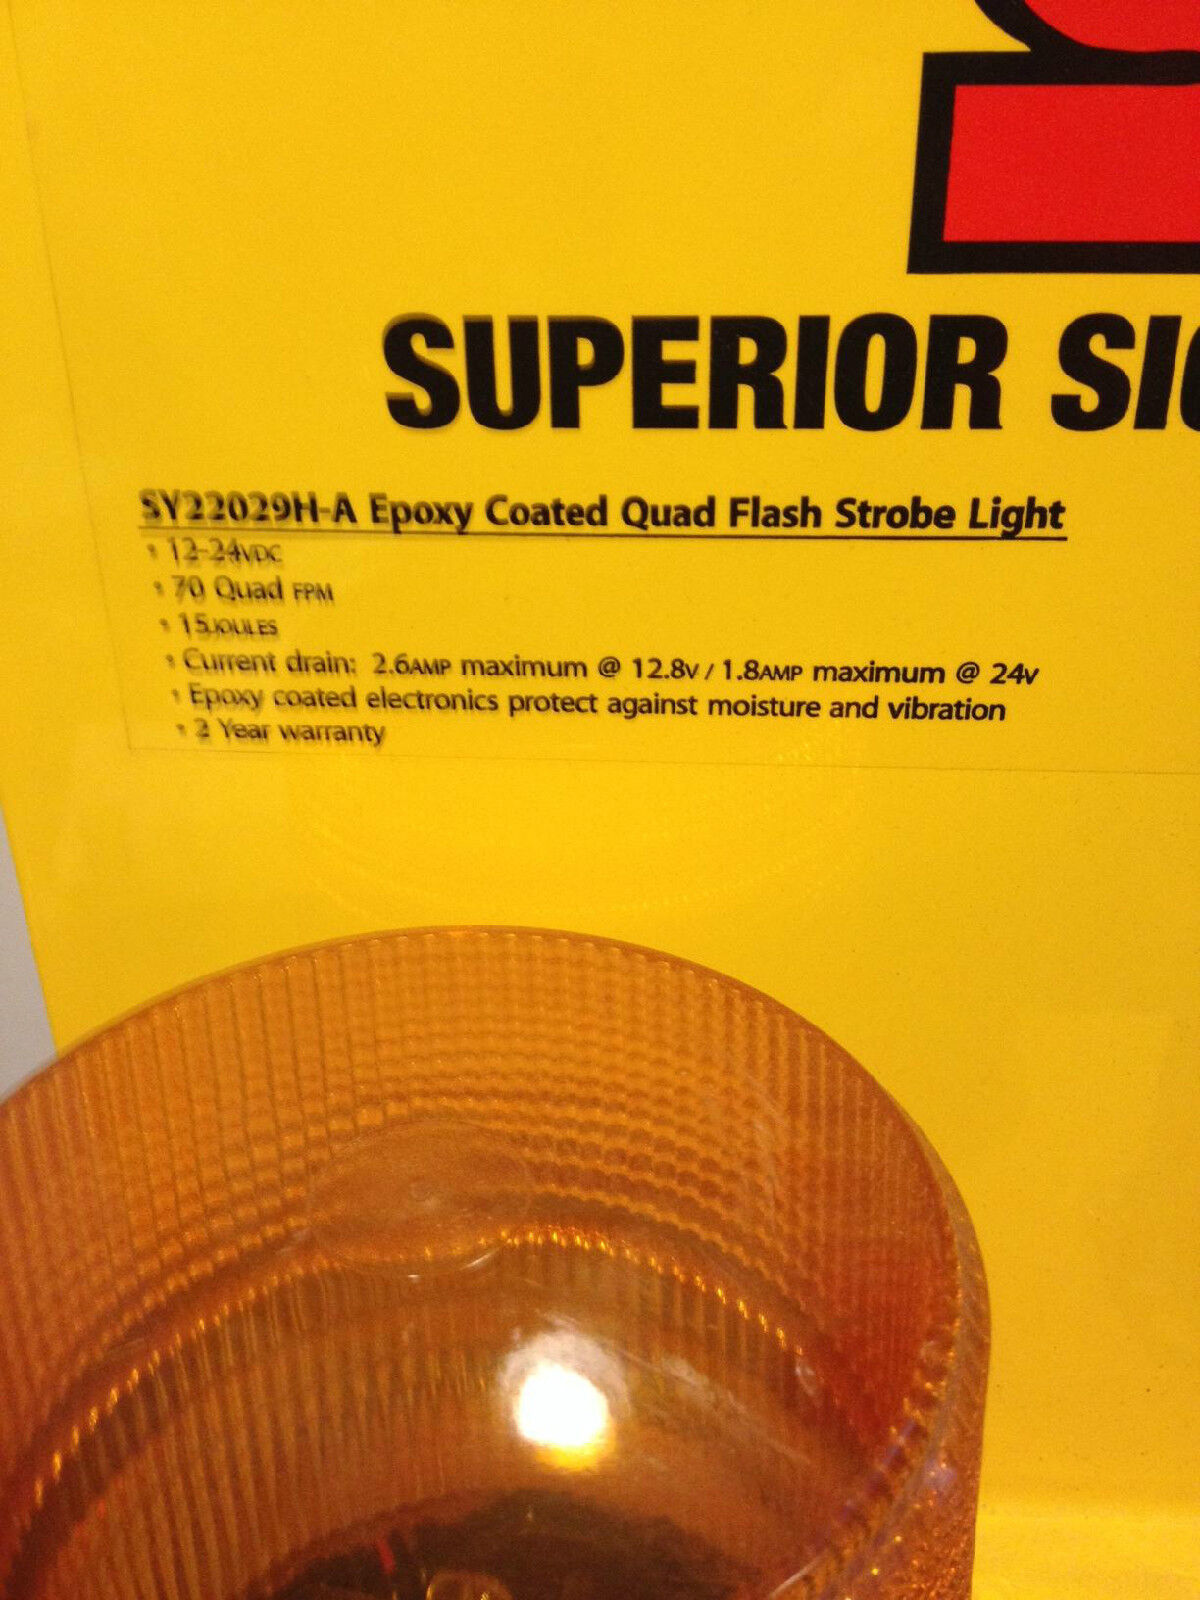 SUPERIOR SI
SY22029H-A Epoxy Coated Quad Flash Strobe Light
• 12-24VDC
• 70 Quad FPM
• 15JOULES
• Current drain: 2.6AMP maximum @ 12.8V / 1.8AMP maximum @ 24V
• Epoxy coated electronics protect against moisture and vibration
• 2 Year warranty